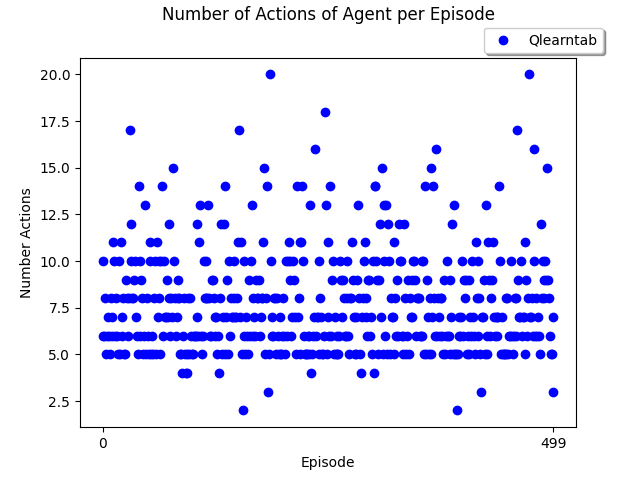 Number of Actions of Agent per Episode
Qlearntab
20.0
17.5
15.0
12.5
10.0
7.5
5.0
2.5
Number Actions
0
499
Episode